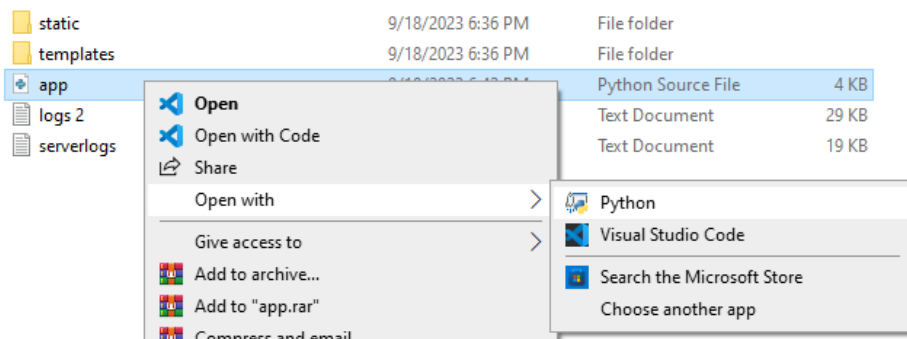 static 9/18/2023 6:36 PM File folder
templates 9/18/2023 6:36 PM File folder
app Python Source File 4 KB
logs 2 Text Document 29 KB
serverlogs Text Document 19 KB
Open
Open with Code
Share
Open with
Give access to
Add to archive...
Add to "app.rar"
Compress and email
Python
Visual Studio Code
Search the Microsoft Store
Choose another app